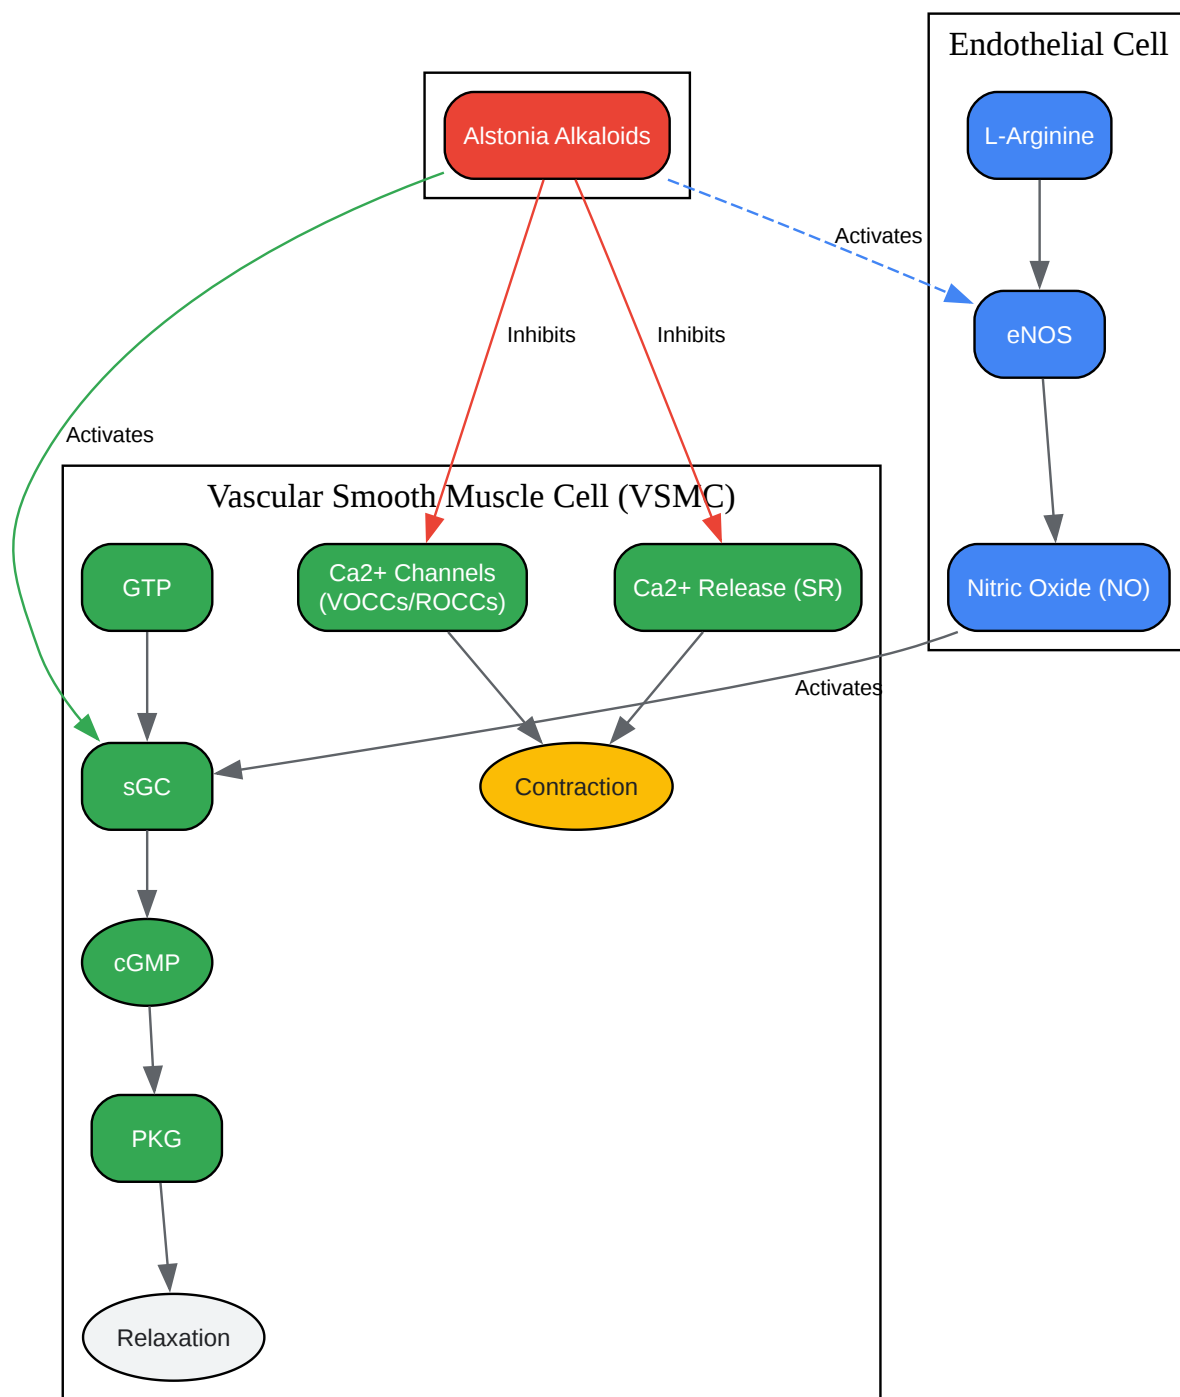 Endothelial Cell
Alstonia Alkaloids
L-Arginine
Activates
eNOS
Inhibits
Inhibits
Activates
Vascular Smooth Muscle Cell (VSMC)
GTP
Ca2+ Channels
(VOCCs/ROCCs)
Ca2+ Release (SR)
Nitric Oxide (NO)
Activates
sGC
Contraction
cGMP
PKG
Relaxation